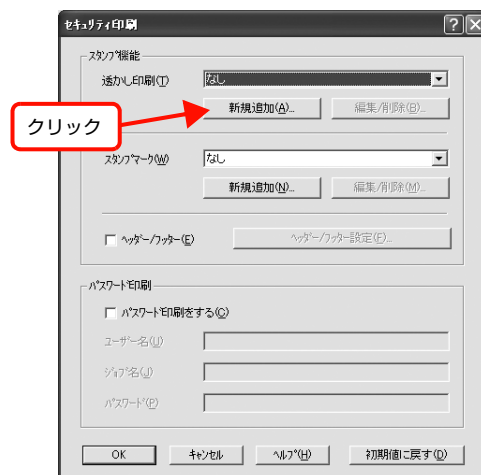 セキュリティ印刷
スタンプ機能
透かし印刷(T) なし
新規追加(A)... 編集/削除(B)...
クリック
スタンプマーク(W) なし
新規追加(N)... 編集/削除(M)...
ヘッダー/フッター(E) ヘッダー/フッター設定(F)...
パスワード印刷
パスワード印刷をする(C)
ユーザー名(U)
ジョブ名(J)
パスワード(P)
OK キャンセル ヘルプ(H) 初期値に戻す(D)